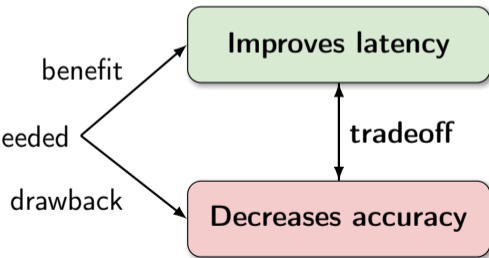 Improves latency
benefit
eeded
tradeoff
drawback
Decreases accuracy